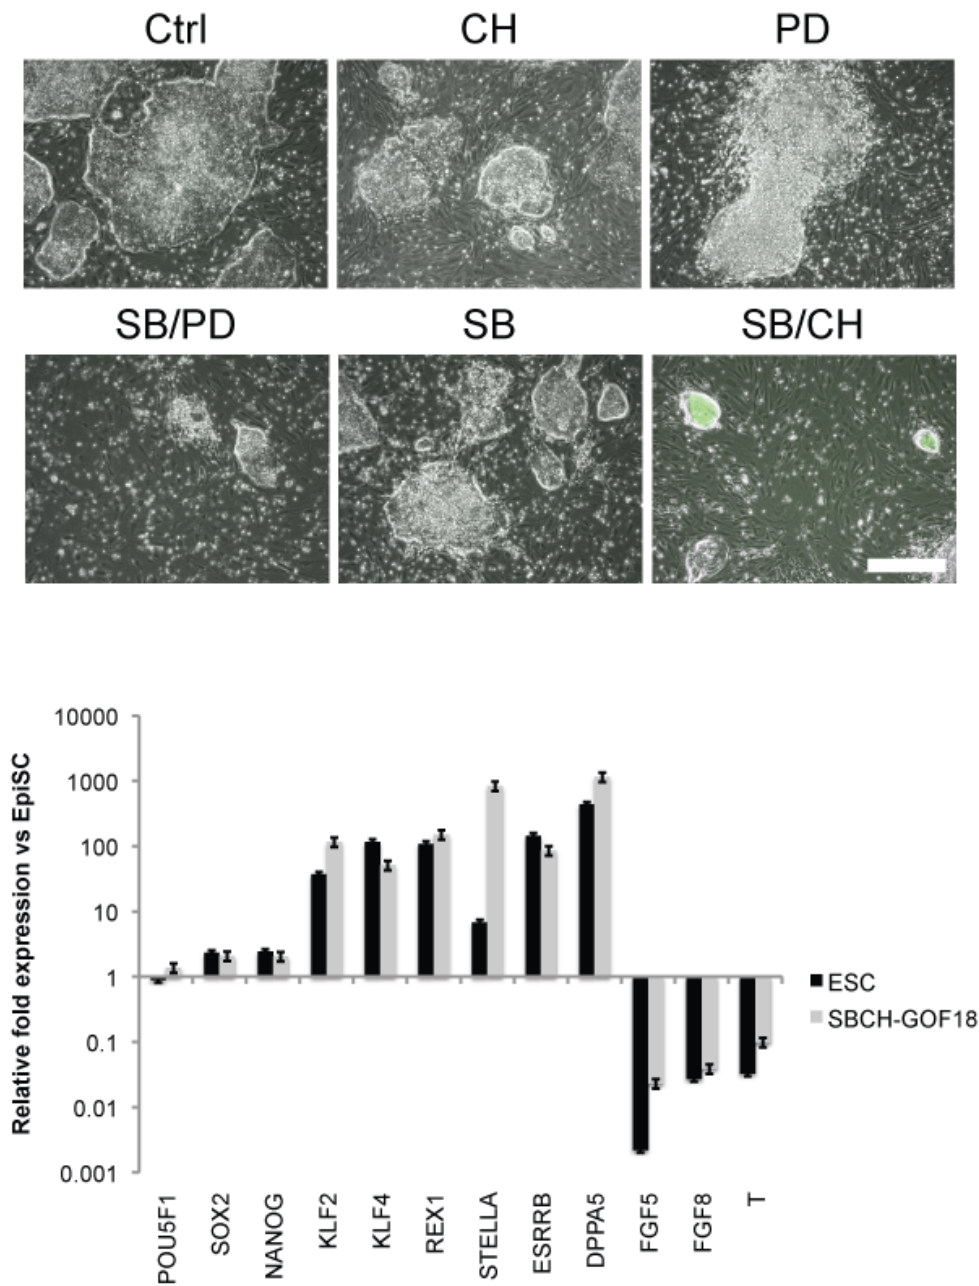 Ctrl CH PD
SB/PD SB SB/CH
Relative fold expression vs EpiSC
10000
1000
100
10
1
0.1
0.01
0.001
POU5F1
SOX2
NANOG
KLF2
KLF4
REX1
STELLA
ESRRB
DPPA5
FGF5
FGF8
T
ESC
SBCH-GOF18